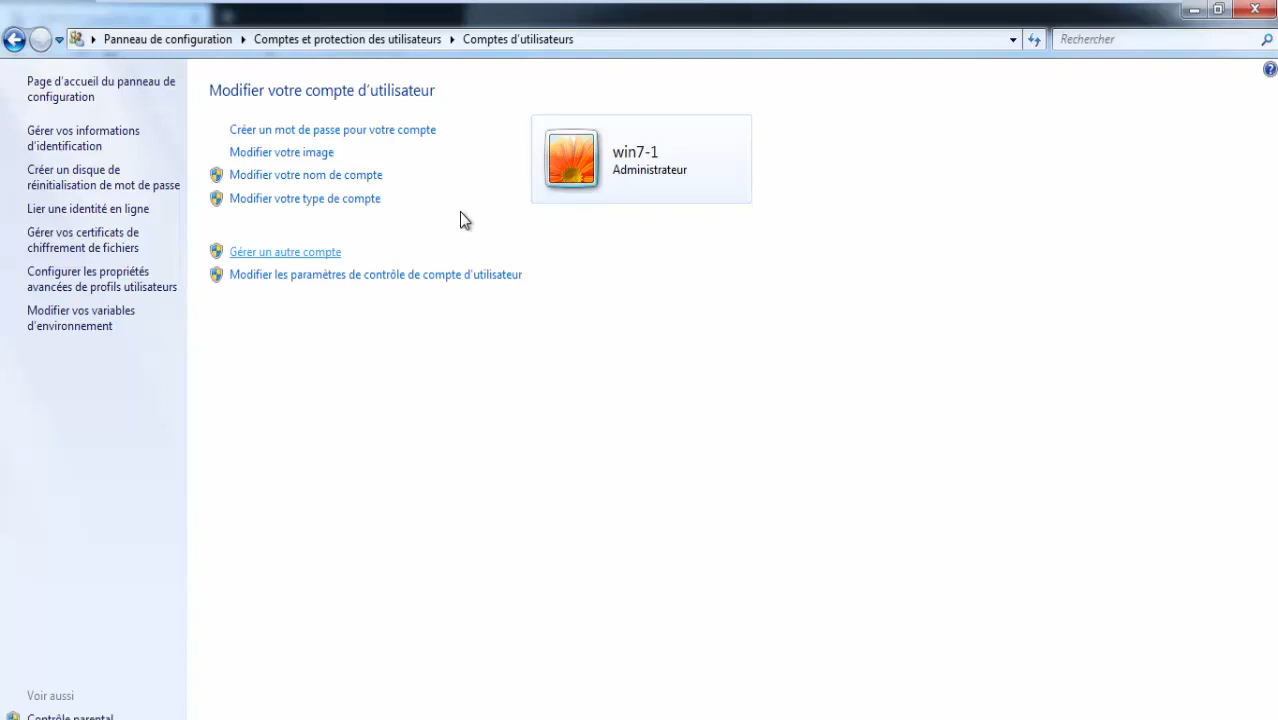 Panneau de configuration Comptes et protection des utilisateurs Comptes d'utilisateurs Rechercher
Page d'accueil du panneau de
configuration
Gérer vos informations
d'identification
Créer un disque de
réinitialisation de mot de passe
Lier une identité en ligne
Gérer vos certificats de
chiffrement de fichiers
Configurer les propriétés
avancées de profils utilisateurs
Modifier vos variables
d'environnement
Voir aussi
Contrôle parental
Modifier votre compte d'utilisateur
Créer un mot de passe pour votre compte
Modifier votre image
Modifier votre nom de compte
Modifier votre type de compte
Gérer un autre compte
Modifier les paramètres de contrôle de compte d'utilisateur
win7-1
Administrateur